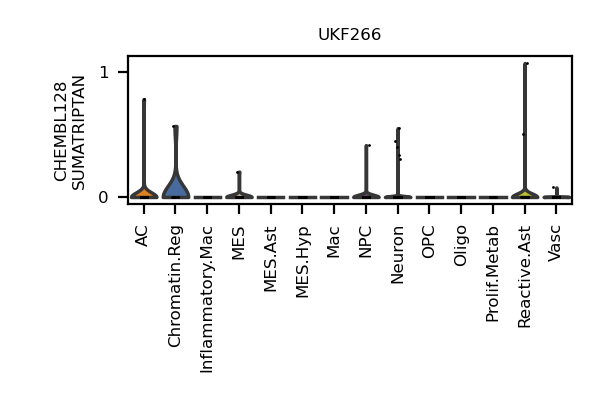 UKF266
CHEMBL128
SUMATRIPTAN
1
0
AC
Chromatin.Reg
Inflammatory.Mac
MES
MES.Ast
MES.Hyp
Mac
NPC
Neuron
OPC
Oligo
Prolif.Metab
Reactive.Ast
Vasc